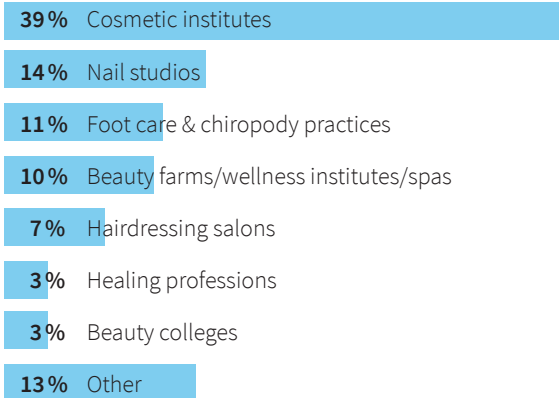 39 % Cosmetic institutes
14 % Nail studios
11 % Foot care & chiropody practices
10 % Beauty farms/wellness institutes/spas
7 % Hairdressing salons
3 % Healing professions
3 % Beauty colleges
13 % Other